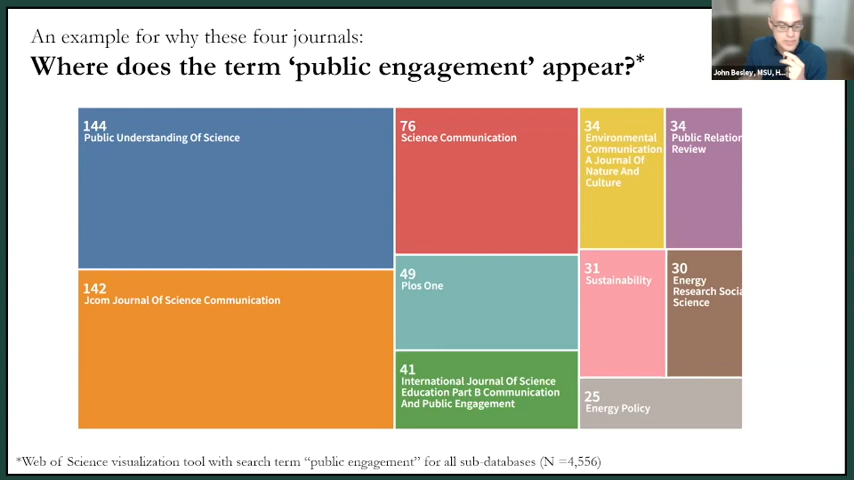 An example for why these four journals:
Where does the term ‘public engagement’ appear?*
John Besley, MSU, H...
144
Public Understanding Of Science
76
Science Communication
34
Environmental
Communication
A Journal Of
Nature And
Culture
34
Public Relation
Review
142
Jcom Journal Of Science Communication
49
Plos One
31
Sustainability
30
Energy
Research Socia
Science
41
International Journal Of Science
Education Part B Communication
And Public Engagement
25
Energy Policy
*Web of Science visualization tool with search term “public engagement” for all sub-databases (N =4,556)